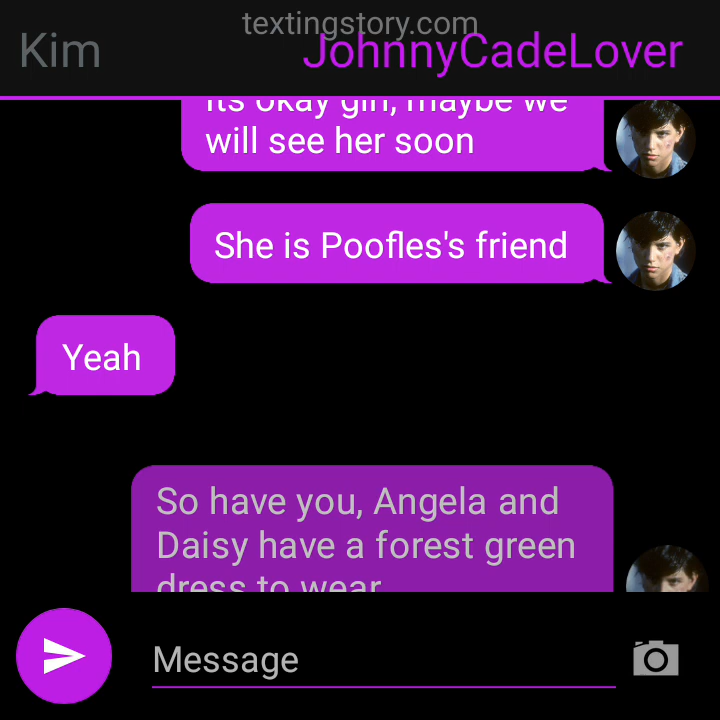 textingstory.com
Kim
JohnnyCadeLover
Its okay girl, maybe we
will see her soon
She is Poofles's friend
Yeah
So have you, Angela and
Daisy have a forest green
dress to wear
Message